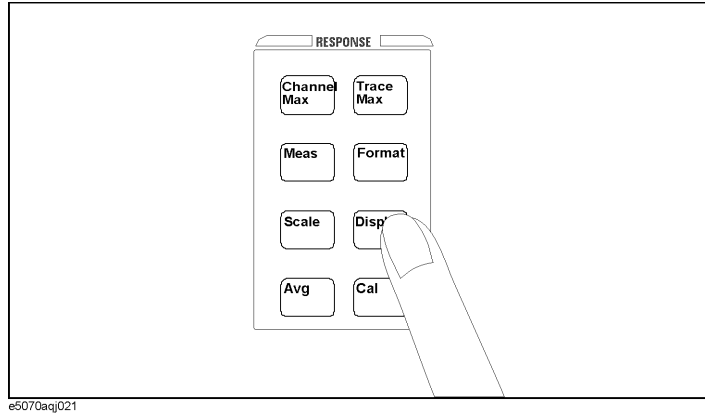 RESPONSE
Channel Max
Trace Max
Meas
Format
Scale
Avg
Cal
e5070aqj021